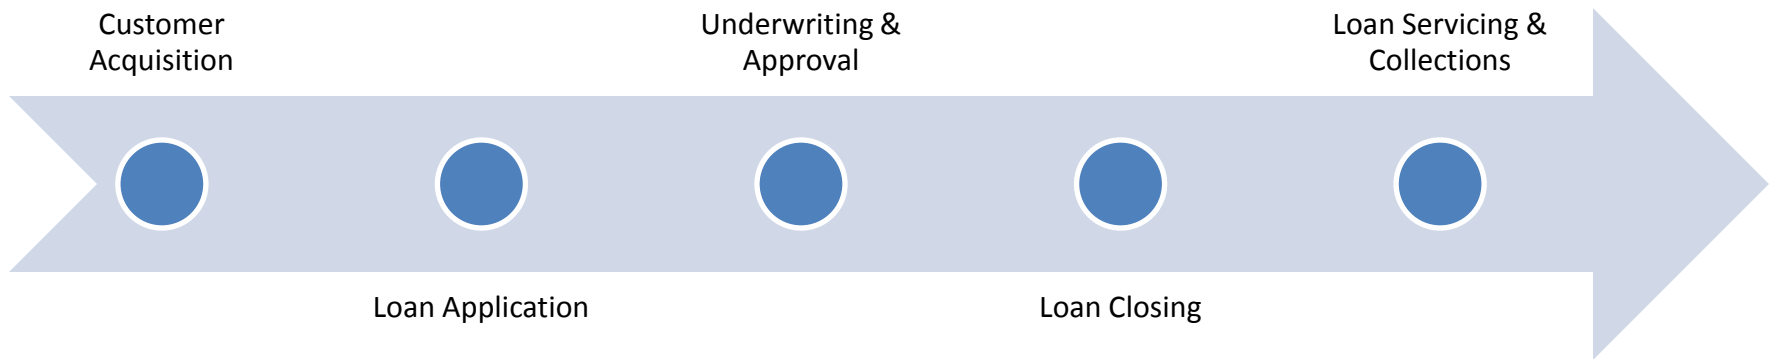 Customer
Acquisition
Loan Application
Underwriting &
Approval
Loan Closing
Loan Servicing &
Collections